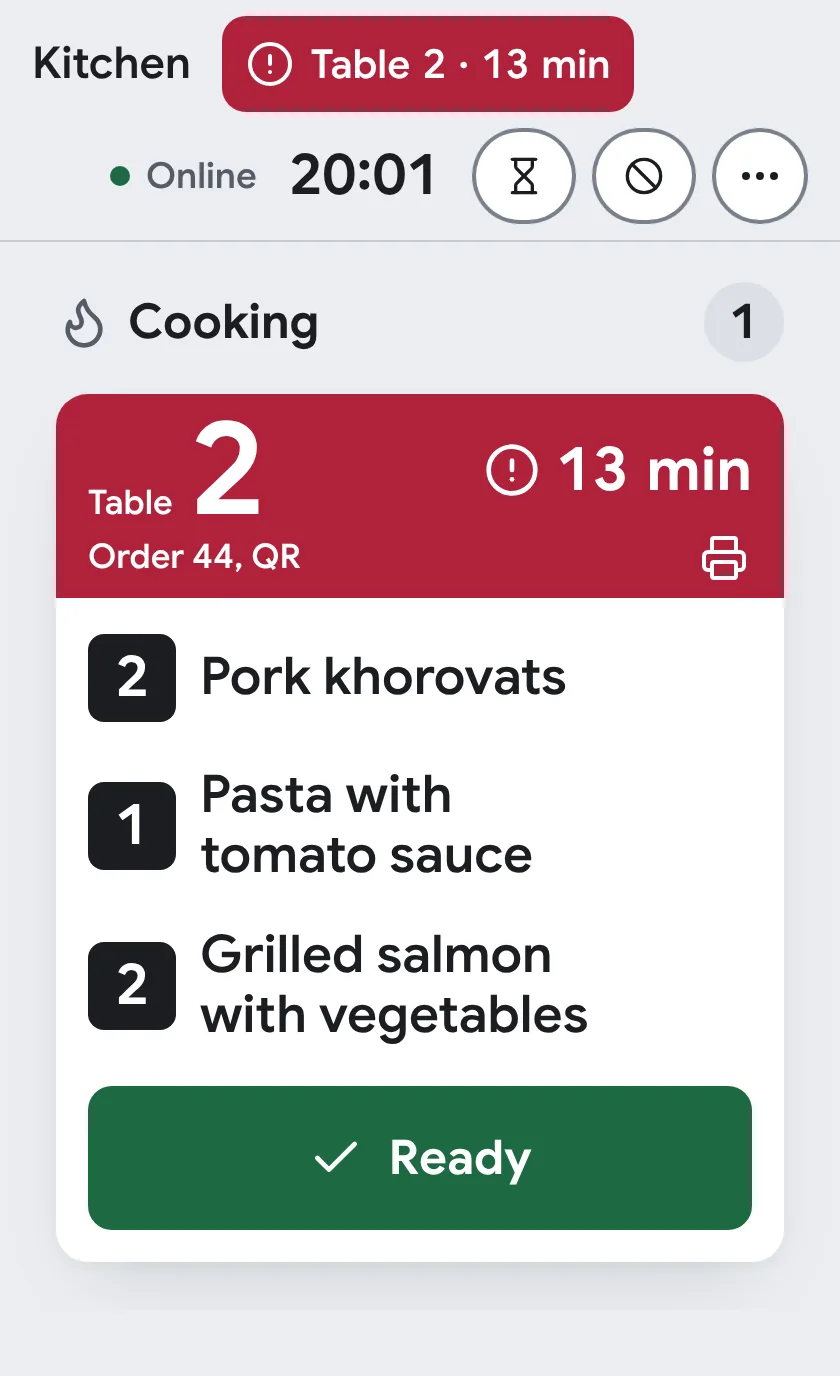 Kitchen
Table 2 · 13 min
Online 20:01
Cooking 1
Table 2 13 min
Order 44, QR
2 Pork khorovats
1 Pasta with
tomato sauce
2 Grilled salmon
with vegetables
Ready